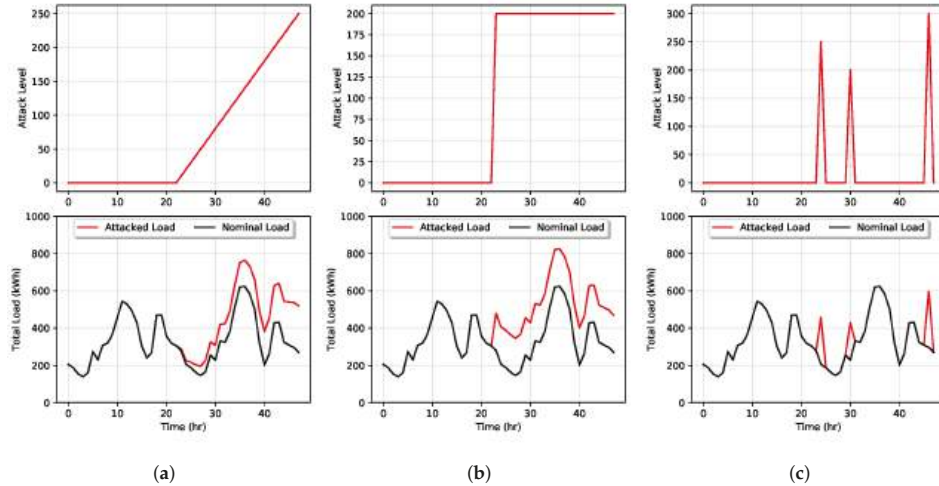 250
200
150
100
50
0
Attack Level
0 10 20 30 40
200
175
150
125
100
75
50
25
0
Attack Level
0 10 20 30 40
300
250
200
150
100
50
0
Attack Level
0 10 20 30 40
1000
800
600
400
200
0
Total Load (kWh)
Attacked Load Nominal Load
0 10 20 30 40
Time (hr)
1000
800
600
400
200
0
Total Load (kWh)
Attacked Load Nominal Load
0 10 20 30 40
Time (hr)
1000
800
600
400
200
0
Total Load (kWh)
Attacked Load Nominal Load
0 10 20 30 40
Time (hr)
(a) (b) (c)